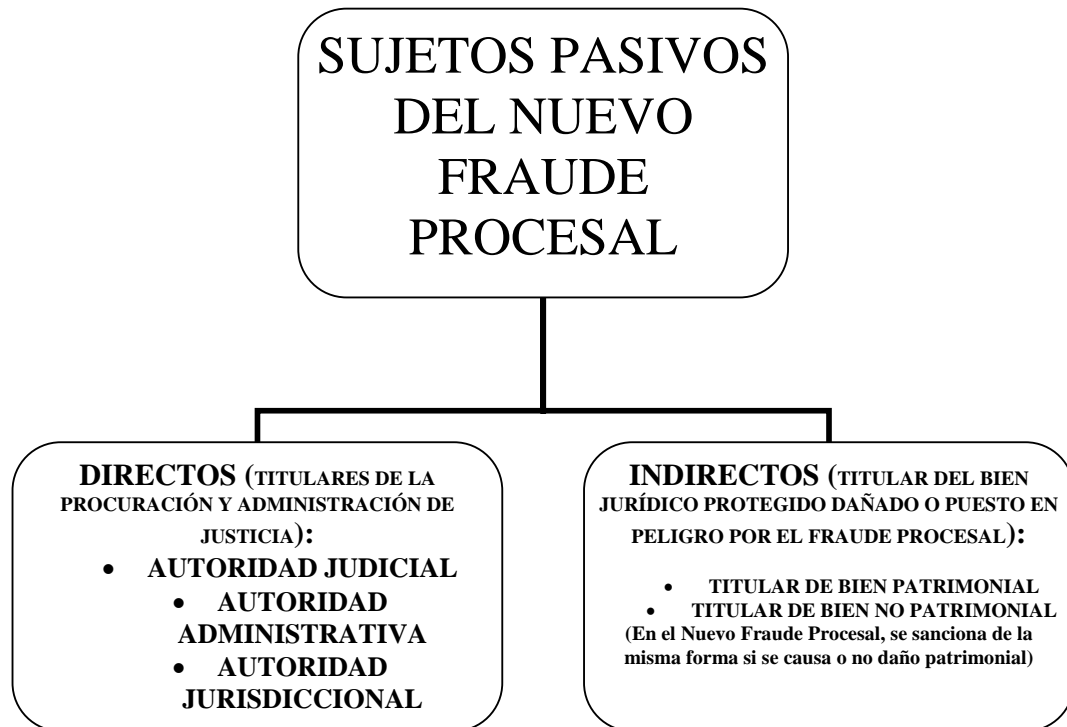 SUJETOS PASIVOS
DEL NUEVO
FRAUDE
PROCESAL
DIRECTOS (TITULARES DE LA
PROCURACIÓN Y ADMINISTRACIÓN DE
JUSTICIA):
• AUTORIDAD JUDICIAL
• AUTORIDAD
ADMINISTRATIVA
• AUTORIDAD
JURISDICCIONAL
INDIRECTOS (TITULAR DEL BIEN
JURÍDICO PROTEGIDO DAÑADO O PUESTO EN
PELIGRO POR EL FRAUDE PROCESAL):
• TITULAR DE BIEN PATRIMONIAL
• TITULAR DE BIEN NO PATRIMONIAL
(En el Nuevo Fraude Procesal, se sanciona de la
misma forma si se causa o no daño patrimonial)